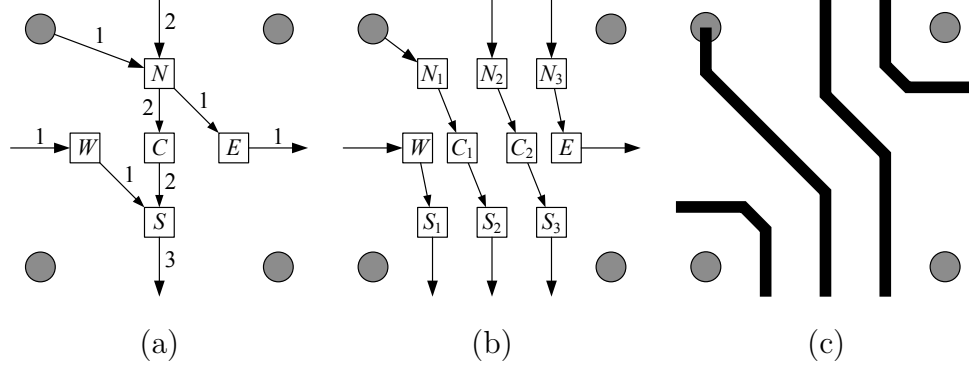 2
1
N
N₁ N₂ N₃
2 1
1 W C E 1
W C₁ C₂ E
1 2
S
S₁ S₂ S₃
3
(a) (b) (c)